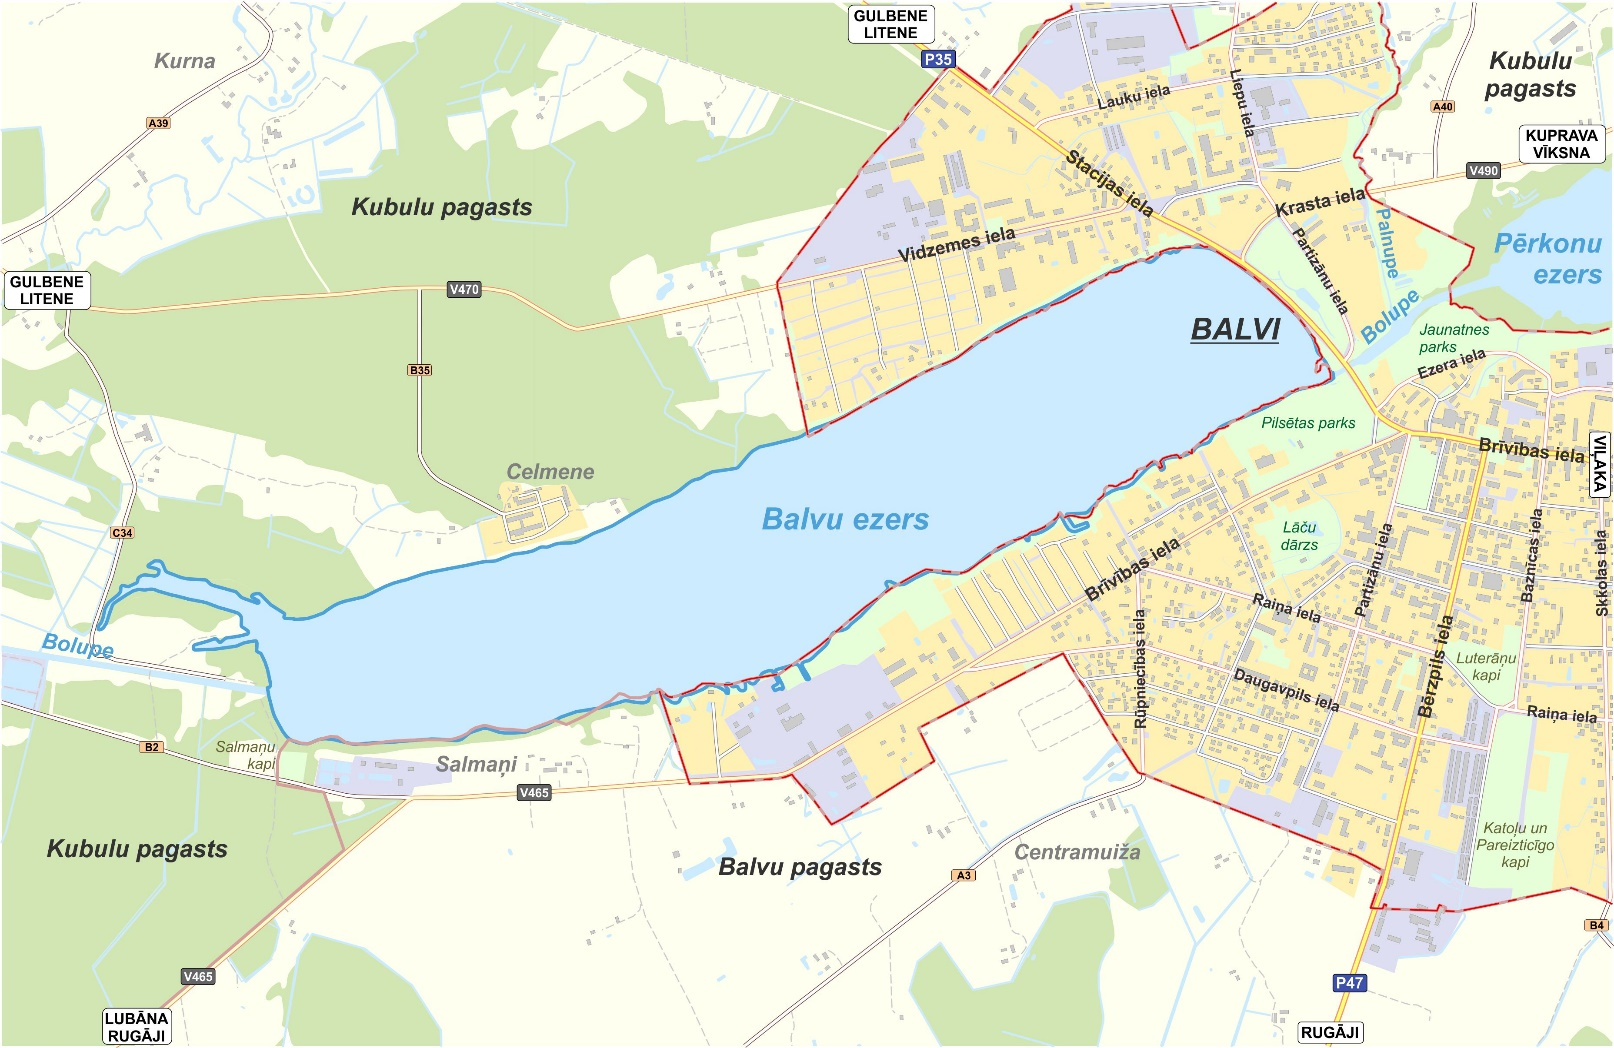 GULBENE
LITENE
P35
Kurna
A39
Lauku iela
Liepu iela
Kubulu
pagasts
A40
KUPRAVA
VĪKSNA
V490
Stacijas iela
Krasta iela
Kubulu pagasts
Vidzemes iela
Partizānu iela
Palnupe
Pērkonu
ezers
GULBENE
LITENE
V470
BALVI
Bolupe
Jaunatnes
parks
Ezera iela
B35
Pilsētas parks
Brīvības iela
VIĻAKA
Celmene
Balvu ezers
C34
Lāču
dārzs
Partizānu iela
Baznīcas iela
Skkolas iela
Brīvības iela
Raiņa iela
Rūpniecības iela
Bērzpils iela
Bolupe
Luterāņu
kapi
Daugavpils iela
Raiņa iela
B2
Salmaņu
kapi
Salmaņi
V465
Kubulu pagasts
Balvu pagasts
Centramuiža
A3
Katoļu un
Pareizticīgo
kapi
B4
V465
P47
LUBĀNA
RUGĀJI
RUGĀJI